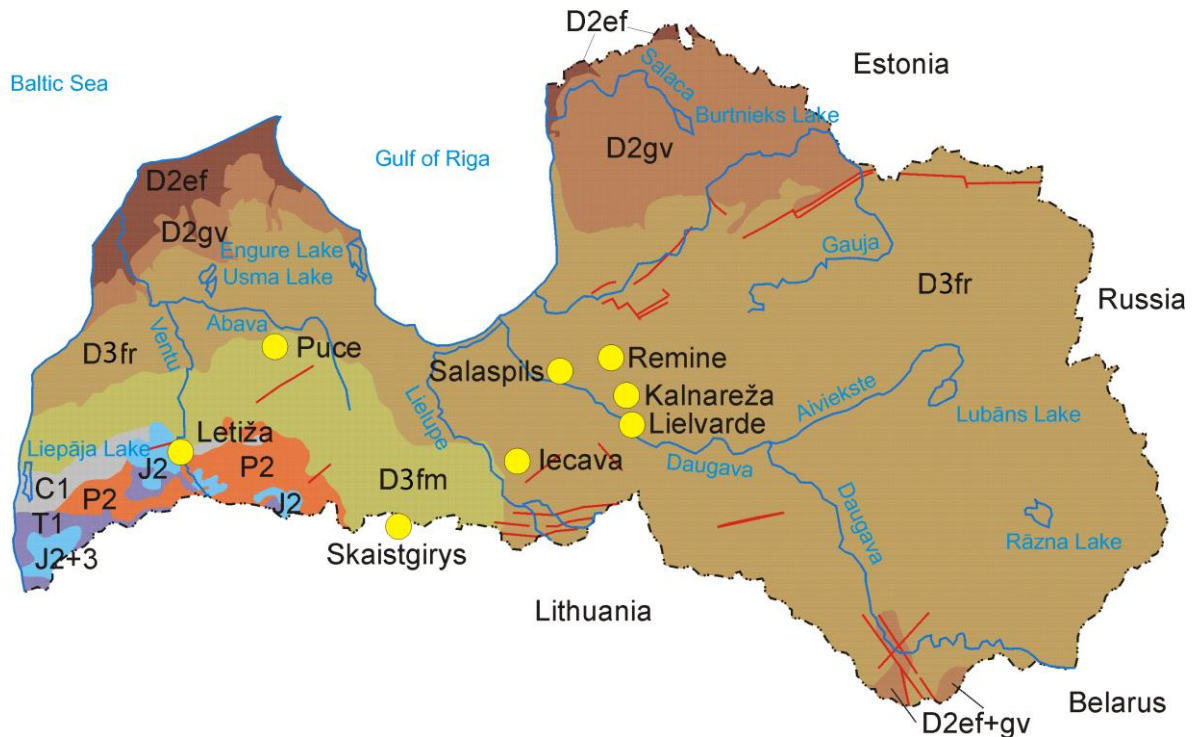 D2ef
Estonia
Baltic Sea
Salaca
Burtnieks Lake
Gulf of Riga
D2gv
D2ef
D2gv
Engure Lake
Usma Lake
Gauja
D3fr
Russia
Abava
Ventu
D3fr
Puce
Remine
Salaspils
Kalnareža
Aiviekste
Lielupe
Lubāns Lake
Lielvarde
Letiža
Liepāja Lake
Iecava
Daugava
J2
P2
D3fm
C1
P2
J2
Daugava
T1
Skaistgirys
Rāzna Lake
J2+3
Lithuania
Belarus
D2ef+gv